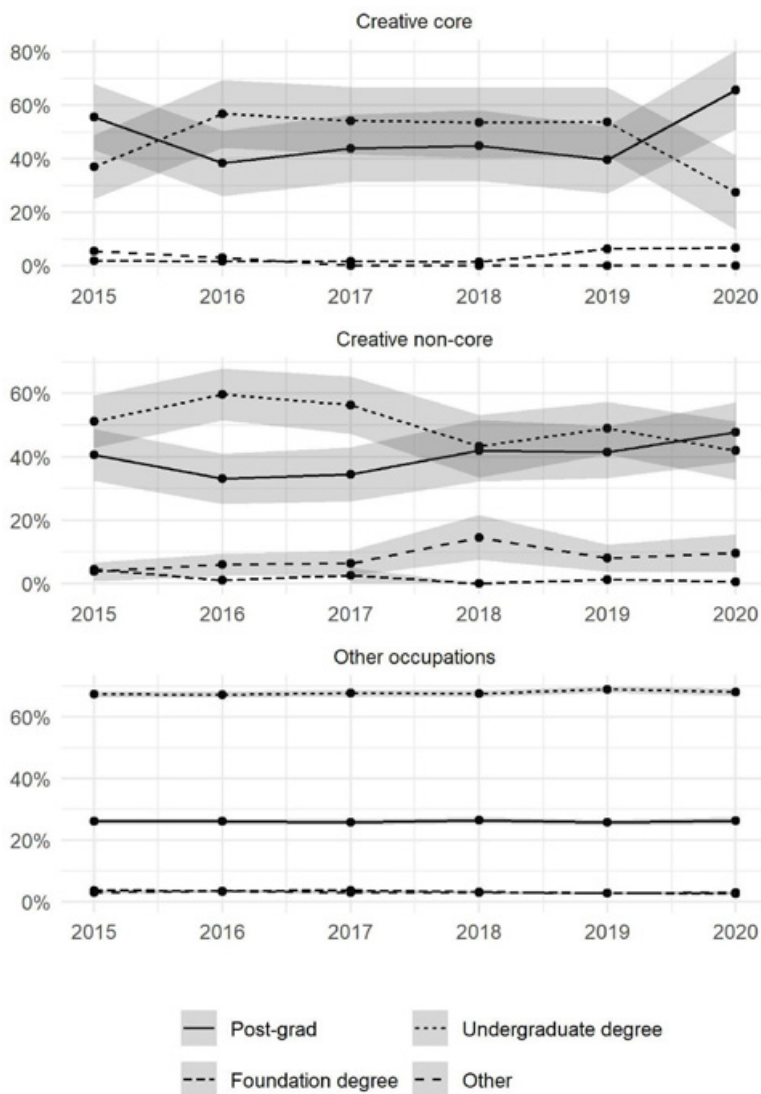 Creative core
80%
60%
40%
20%
0%
2015 2016 2017 2018 2019 2020
Creative non-core
60%
40%
20%
0%
2015 2016 2017 2018 2019 2020
Other occupations
60%
40%
20%
0%
2015 2016 2017 2018 2019 2020
Post-grad Undergraduate degree
Foundation degree Other